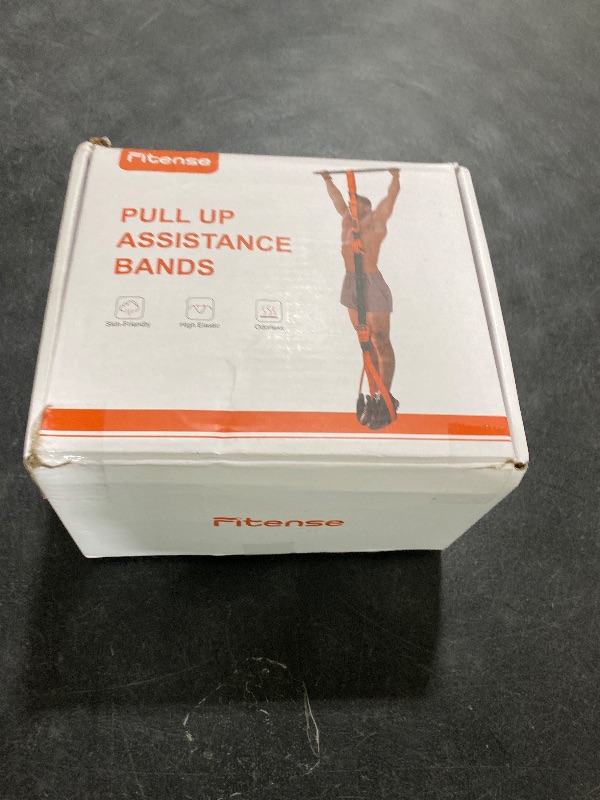 Fitense
PULL UP
ASSISTANCE
BANDS
Skin-Friendly High Elastic Odorless
Fitense